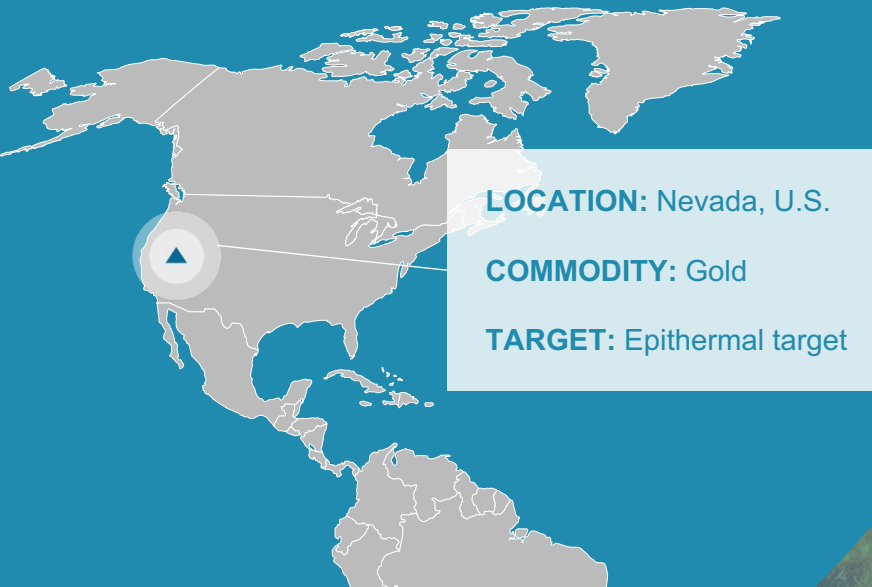 LOCATION: Nevada, U.S.
COMMODITY: Gold
TARGET: Epithermal target